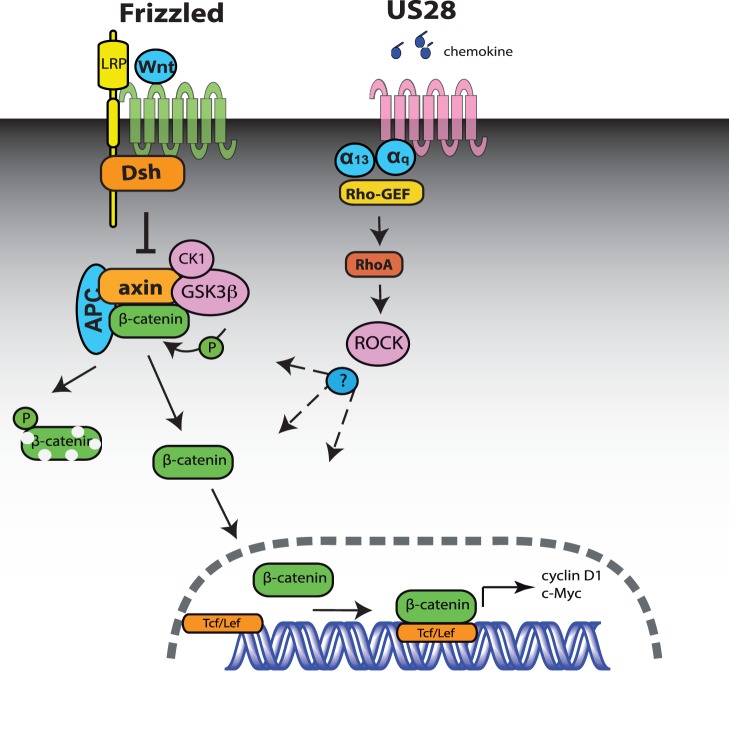 Frizzled
US28
LRP
Wnt
chemokine
Dsh
α13
αq
Rho-GEF
RhoA
ROCK
?
CK1
axin
GSK3β
APC
β-catenin
P
P
β-catenin
β-catenin
β-catenin
β-catenin
cyclin D1
c-Myc
Tcf/Lef
Tcf/Lef